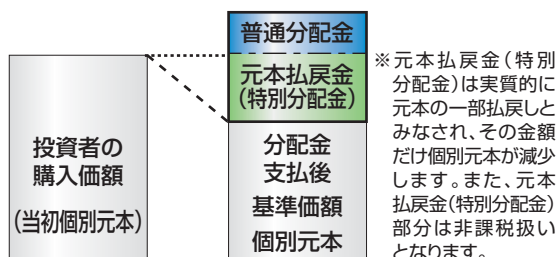 普通分配金
元本払戻金
(特別分配金)
投資者の
購入価額
(当初個別元本)
分配金
支払後
基準価額
個別元本
※元本払戻金(特別
分配金)は実質的に
元本の一部払戻しと
みなされ、その金額
だけ個別元本が減少
します。また、元本
払戻金(特別分配金)
部分は非課税扱い
となります。